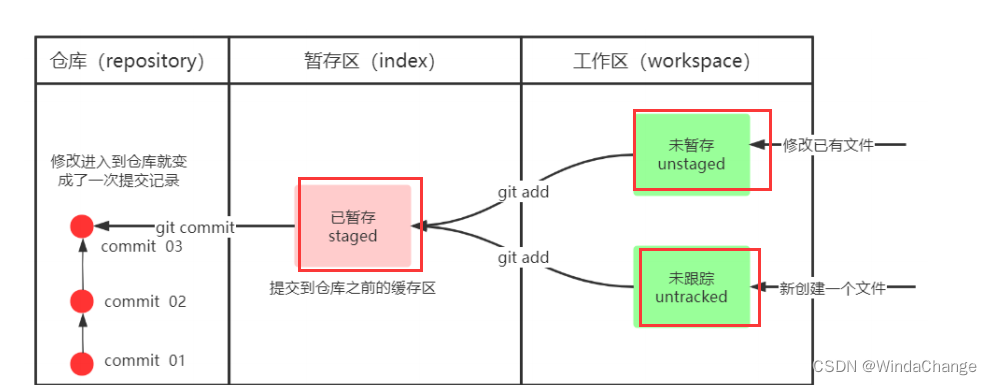 仓库（repository）
暂存区（index）
工作区（workspace）
修改进入到仓库就变
成了一次提交记录
commit 03
commit 02
commit 01
git commit
已暂存
staged
提交到仓库之前的缓存区
git add
git add
未暂存
unstaged
修改已有文件
未跟踪
untracked
新创建一个文件
CSDN @WindaChange